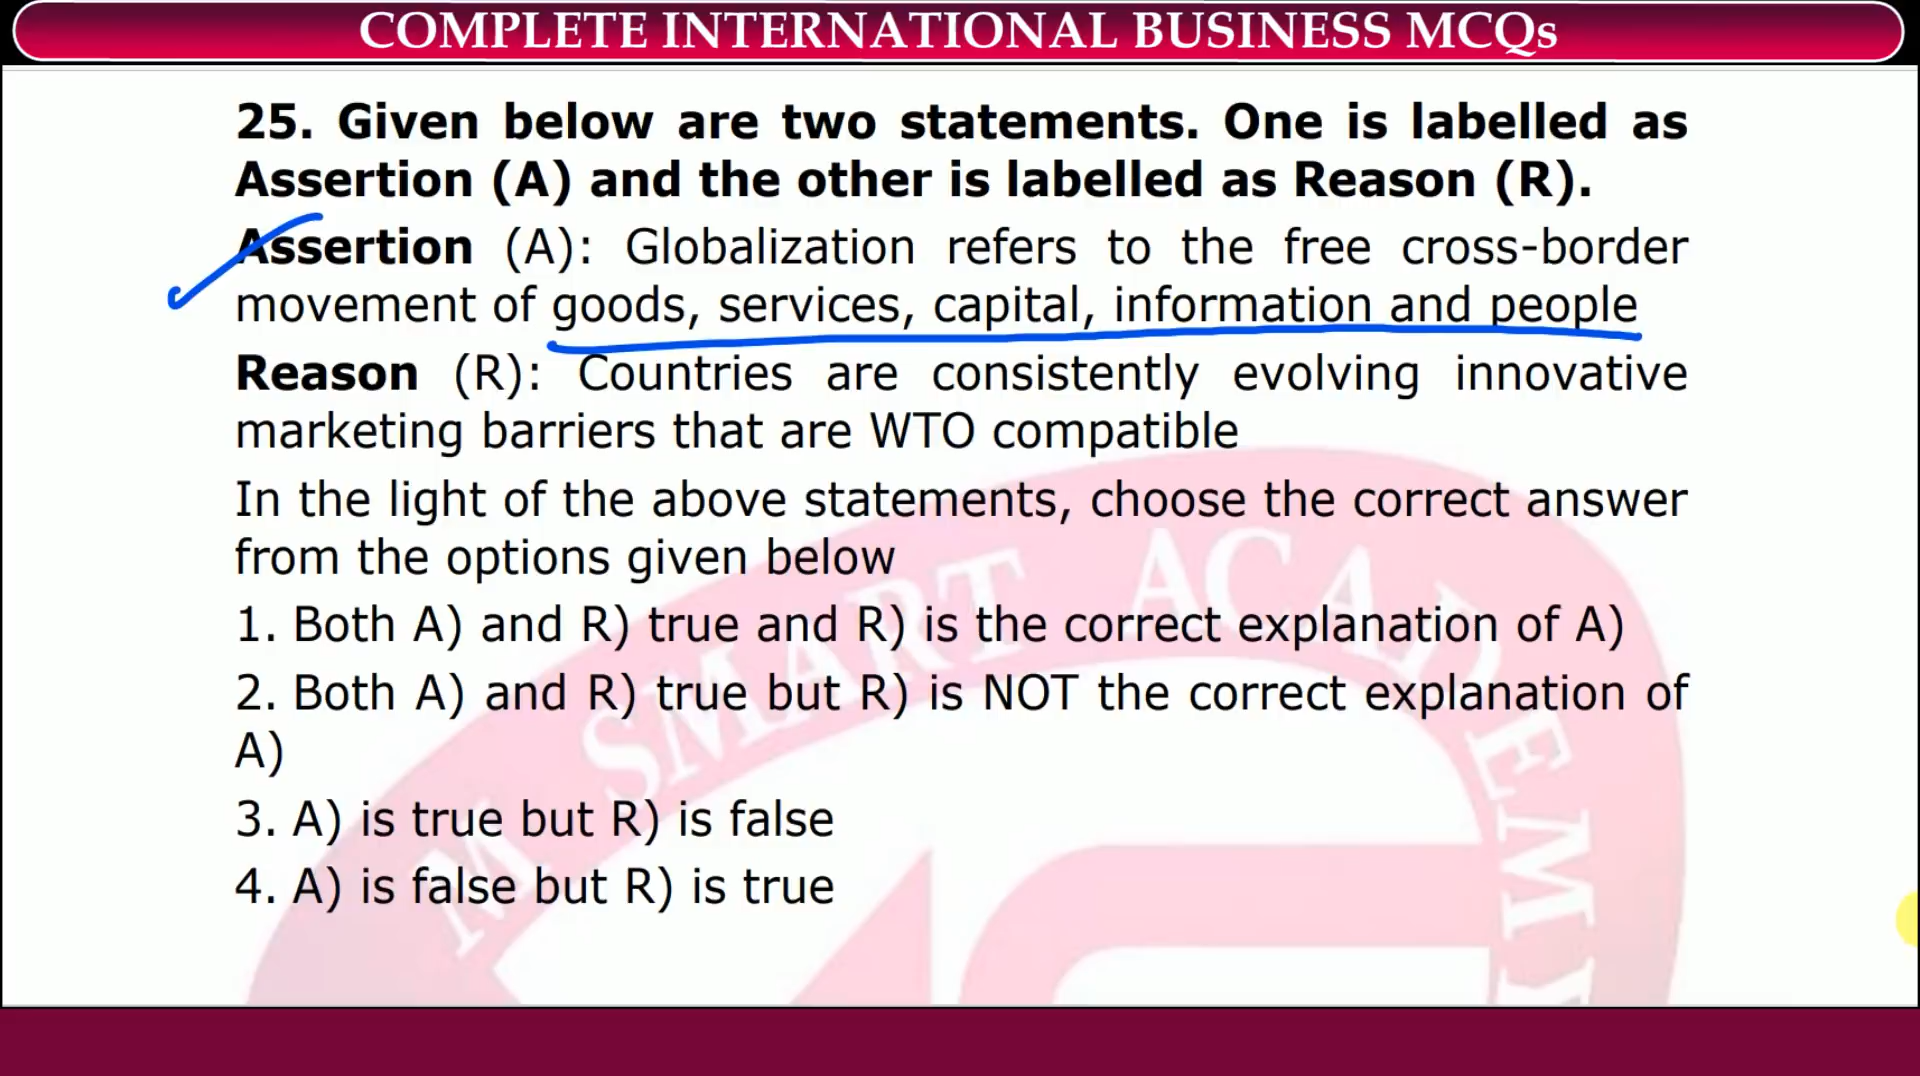 COMPLETE INTERNATIONAL BUSINESS MCQs
25. Given below are two statements. One is labelled as
Assertion (A) and the other is labelled as Reason (R).
Assertion (A): Globalization refers to the free cross-border
movement of goods, services, capital, information and people
Reason (R): Countries are consistently evolving innovative
marketing barriers that are WTO compatible
In the light of the above statements, choose the correct answer
from the options given below
1. Both A) and R) true and R) is the correct explanation of A)
2. Both A) and R) true but R) is NOT the correct explanation of
A)
3. A) is true but R) is false
4. A) is false but R) is true
M SMART ACADEMY